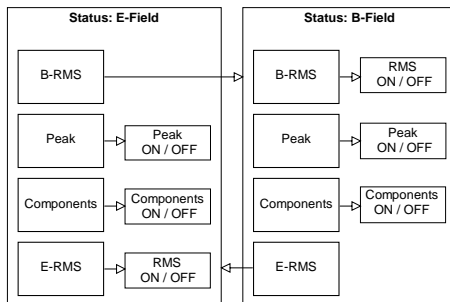 Status: E-Field
B-RMS
Peak
Peak
ON / OFF
Components
Components
ON / OFF
E-RMS
RMS
ON / OFF
Status: B-Field
B-RMS
RMS
ON / OFF
Peak
Peak
ON / OFF
Components
Components
ON / OFF
E-RMS